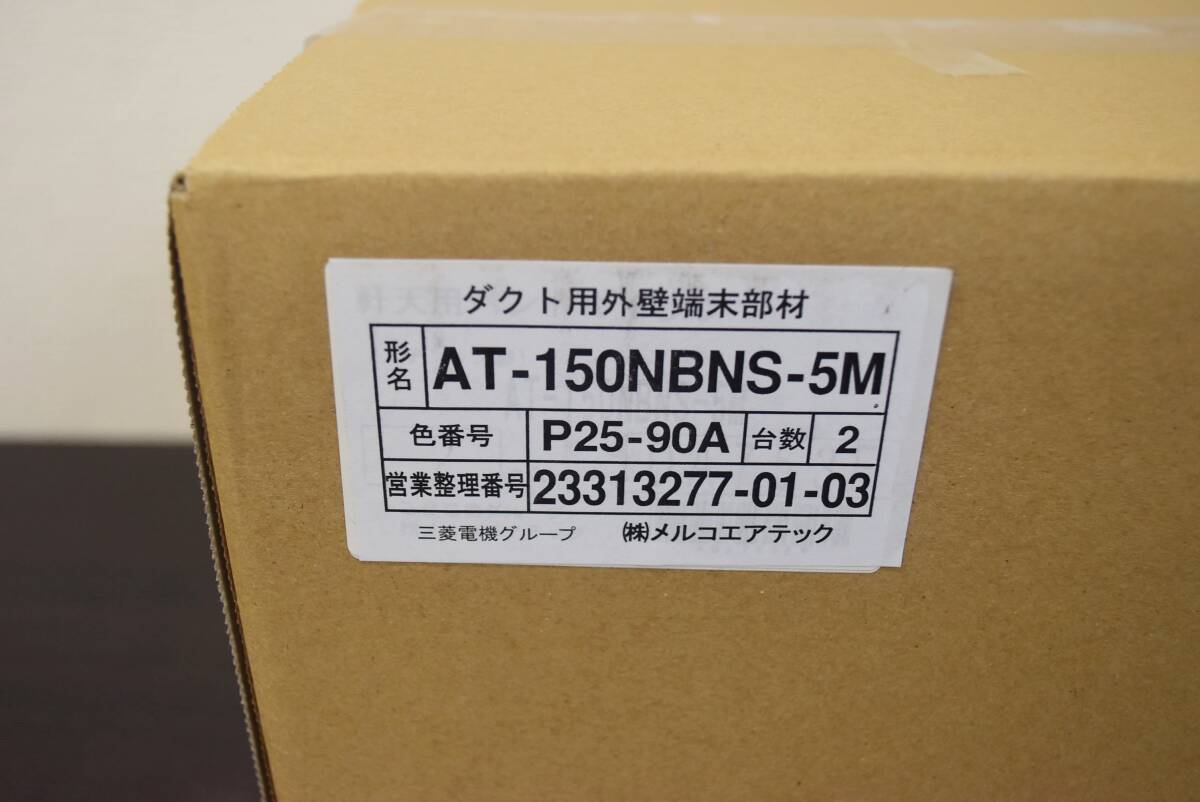 ダクト用外壁端末部材
形名 AT-150NBNS-5M
色番号 P25-90A 台数 2
営業整理番号 23313277-01-03
三菱電機グループ ㈱メルコエアテック